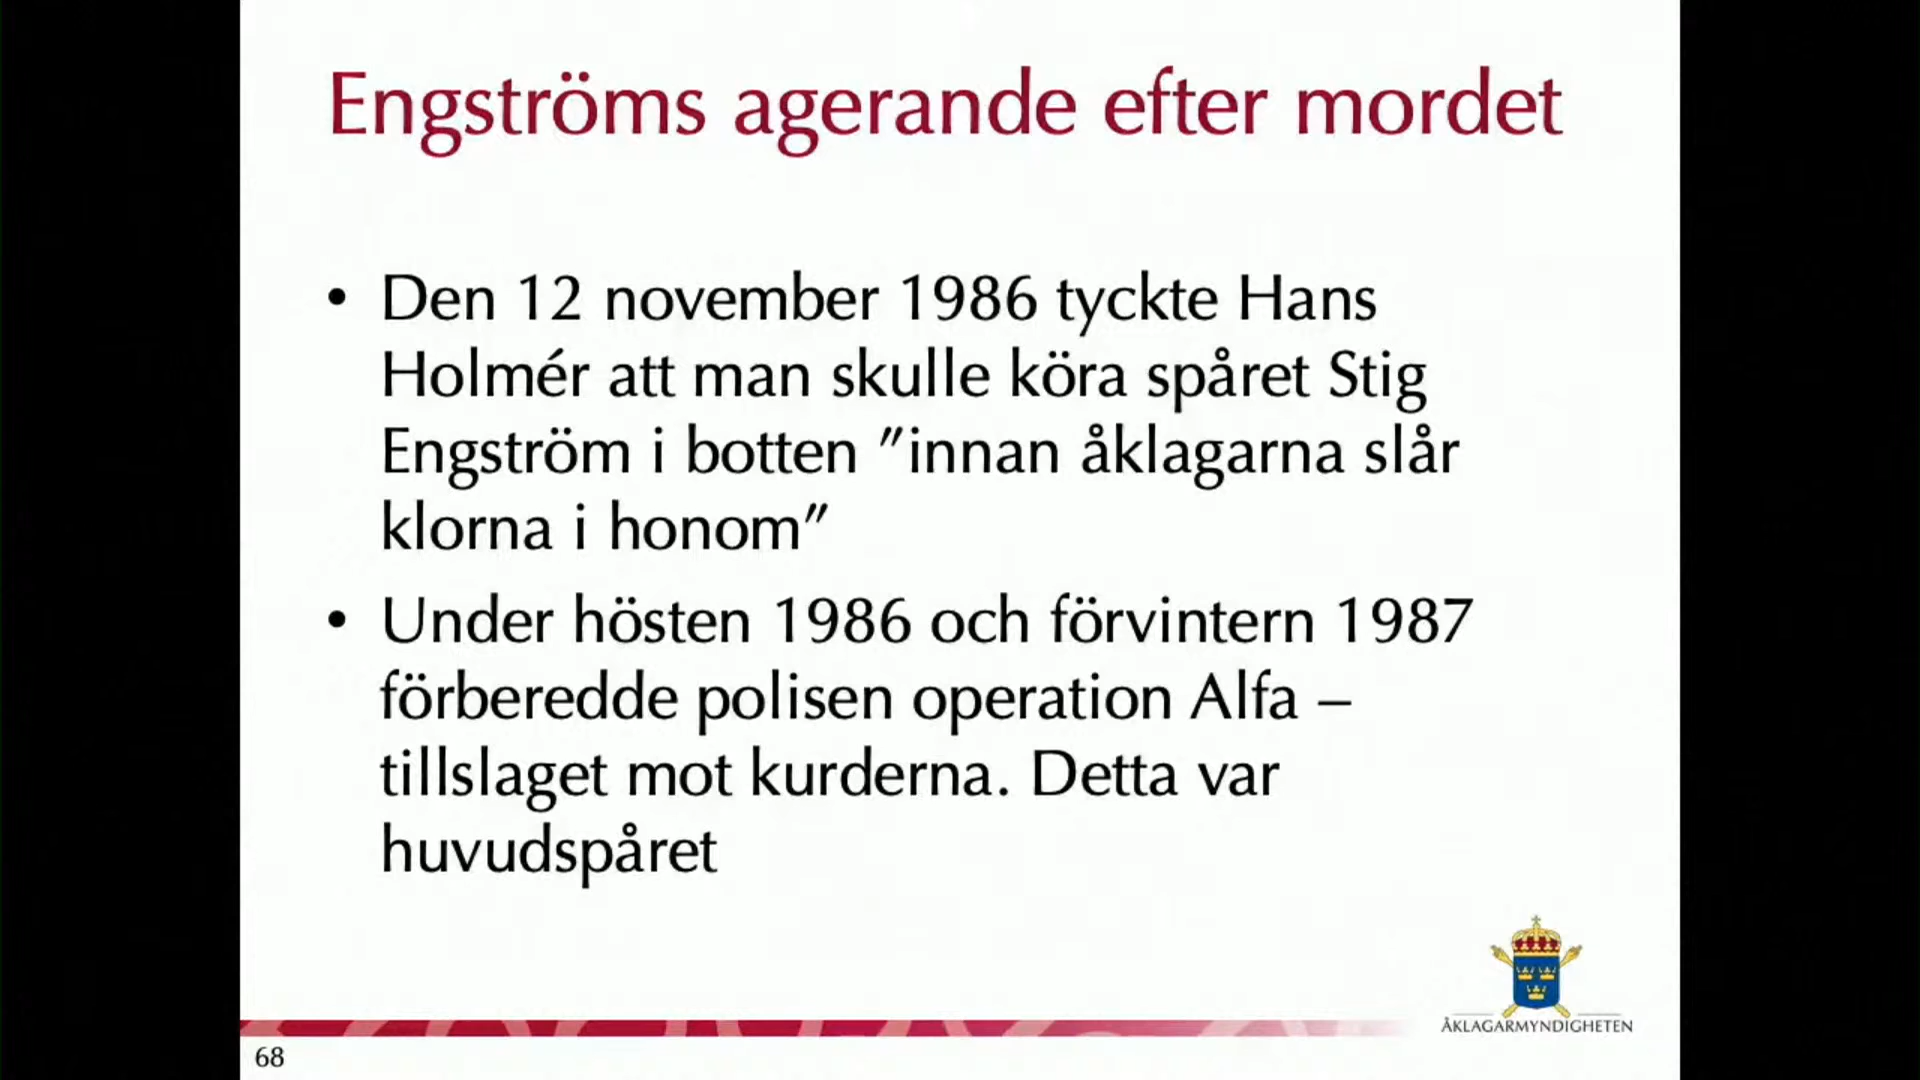 Engströms agerande efter mordet
• Den 12 november 1986 tyckte Hans
Holmér att man skulle köra spåret Stig
Engström i botten ”innan åklagarna slår
klorna i honom”
• Under hösten 1986 och förvintern 1987
förberedde polisen operation Alfa –
tillslaget mot kurderna. Detta var
huvudspåret
ÅKLAGARMYNDIGHETEN
68